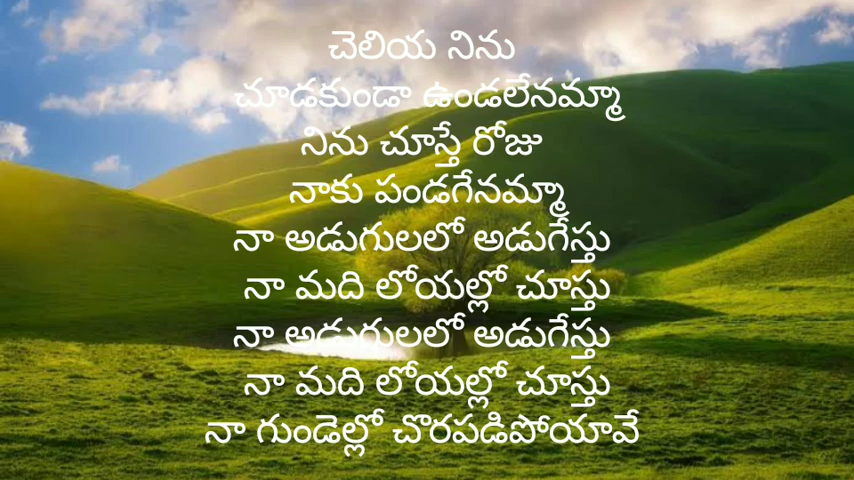 చెలియ నిను
చూడకుండా ఉండలేనమ్మా
నిను చూస్తే రోజు
నాకు పండగేనమ్మా
నా అడుగులలో అడుగేస్తు
నా మది లోయల్లో చూస్తు
నా అడుగులలో అడుగేస్తు
నా మది లోయల్లో చూస్తు
నా గుండెల్లో చొరపడిపోయావే